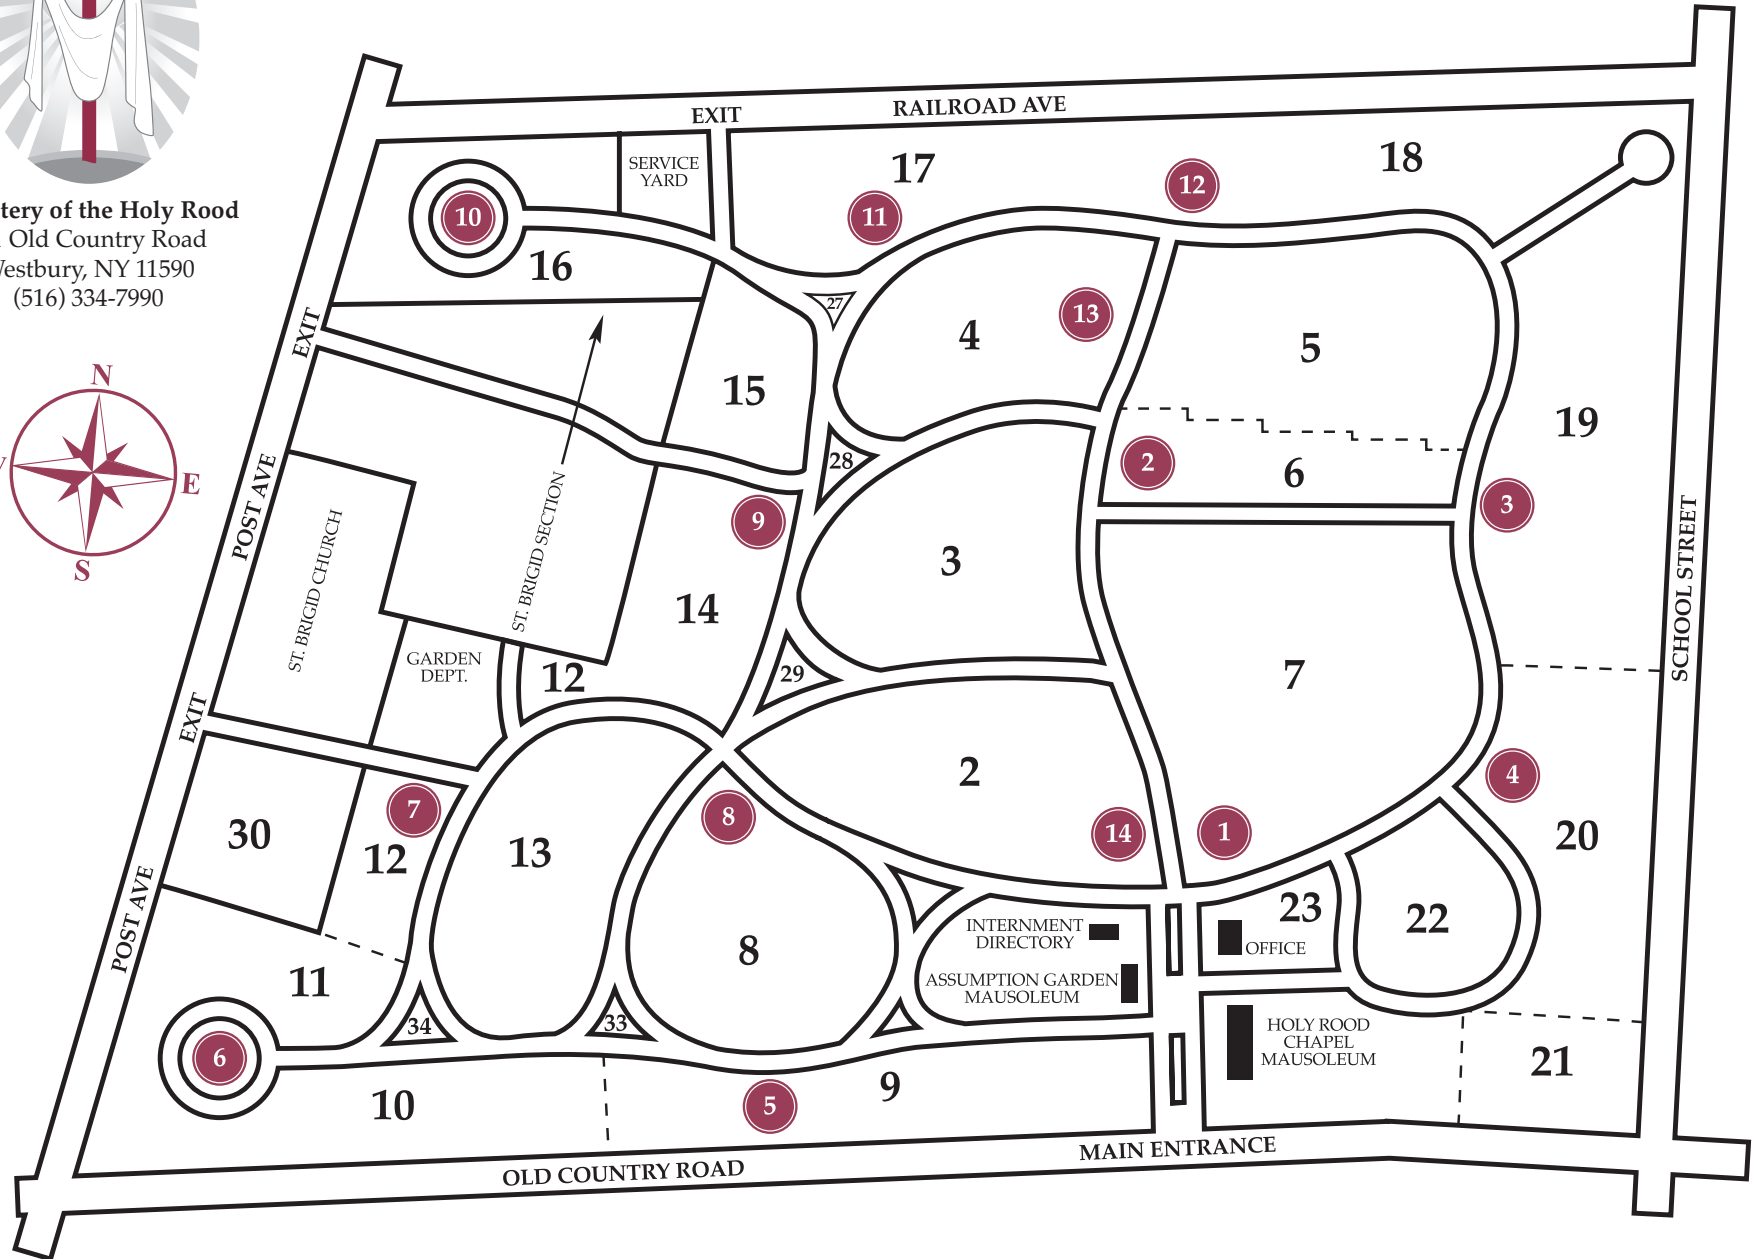 tery of the Holy Rood
Old Country Road
estbury, NY 11590
(516) 334-7990
N
E
S
EXIT
RAILROAD AVE
SERVICE
YARD
17
18
12
10
11
16
27
13
4
5
EXIT
15
19
28
2
6
3
9
POST AVE
ST. BRIGID CHURCH
ST. BRIGID SECTION
3
14
SCHOOL STREET
GARDEN
DEPT.
12
29
7
EXIT
2
4
7
8
14
1
30
12
13
20
POST AVE
8
INTERNMENT
DIRECTORY
23
OFFICE
22
11
ASSUMPTION GARDEN
MAUSOLEUM
34
33
HOLY ROOD
CHAPEL
MAUSOLEUM
6
21
10
5
9
OLD COUNTRY ROAD
MAIN ENTRANCE